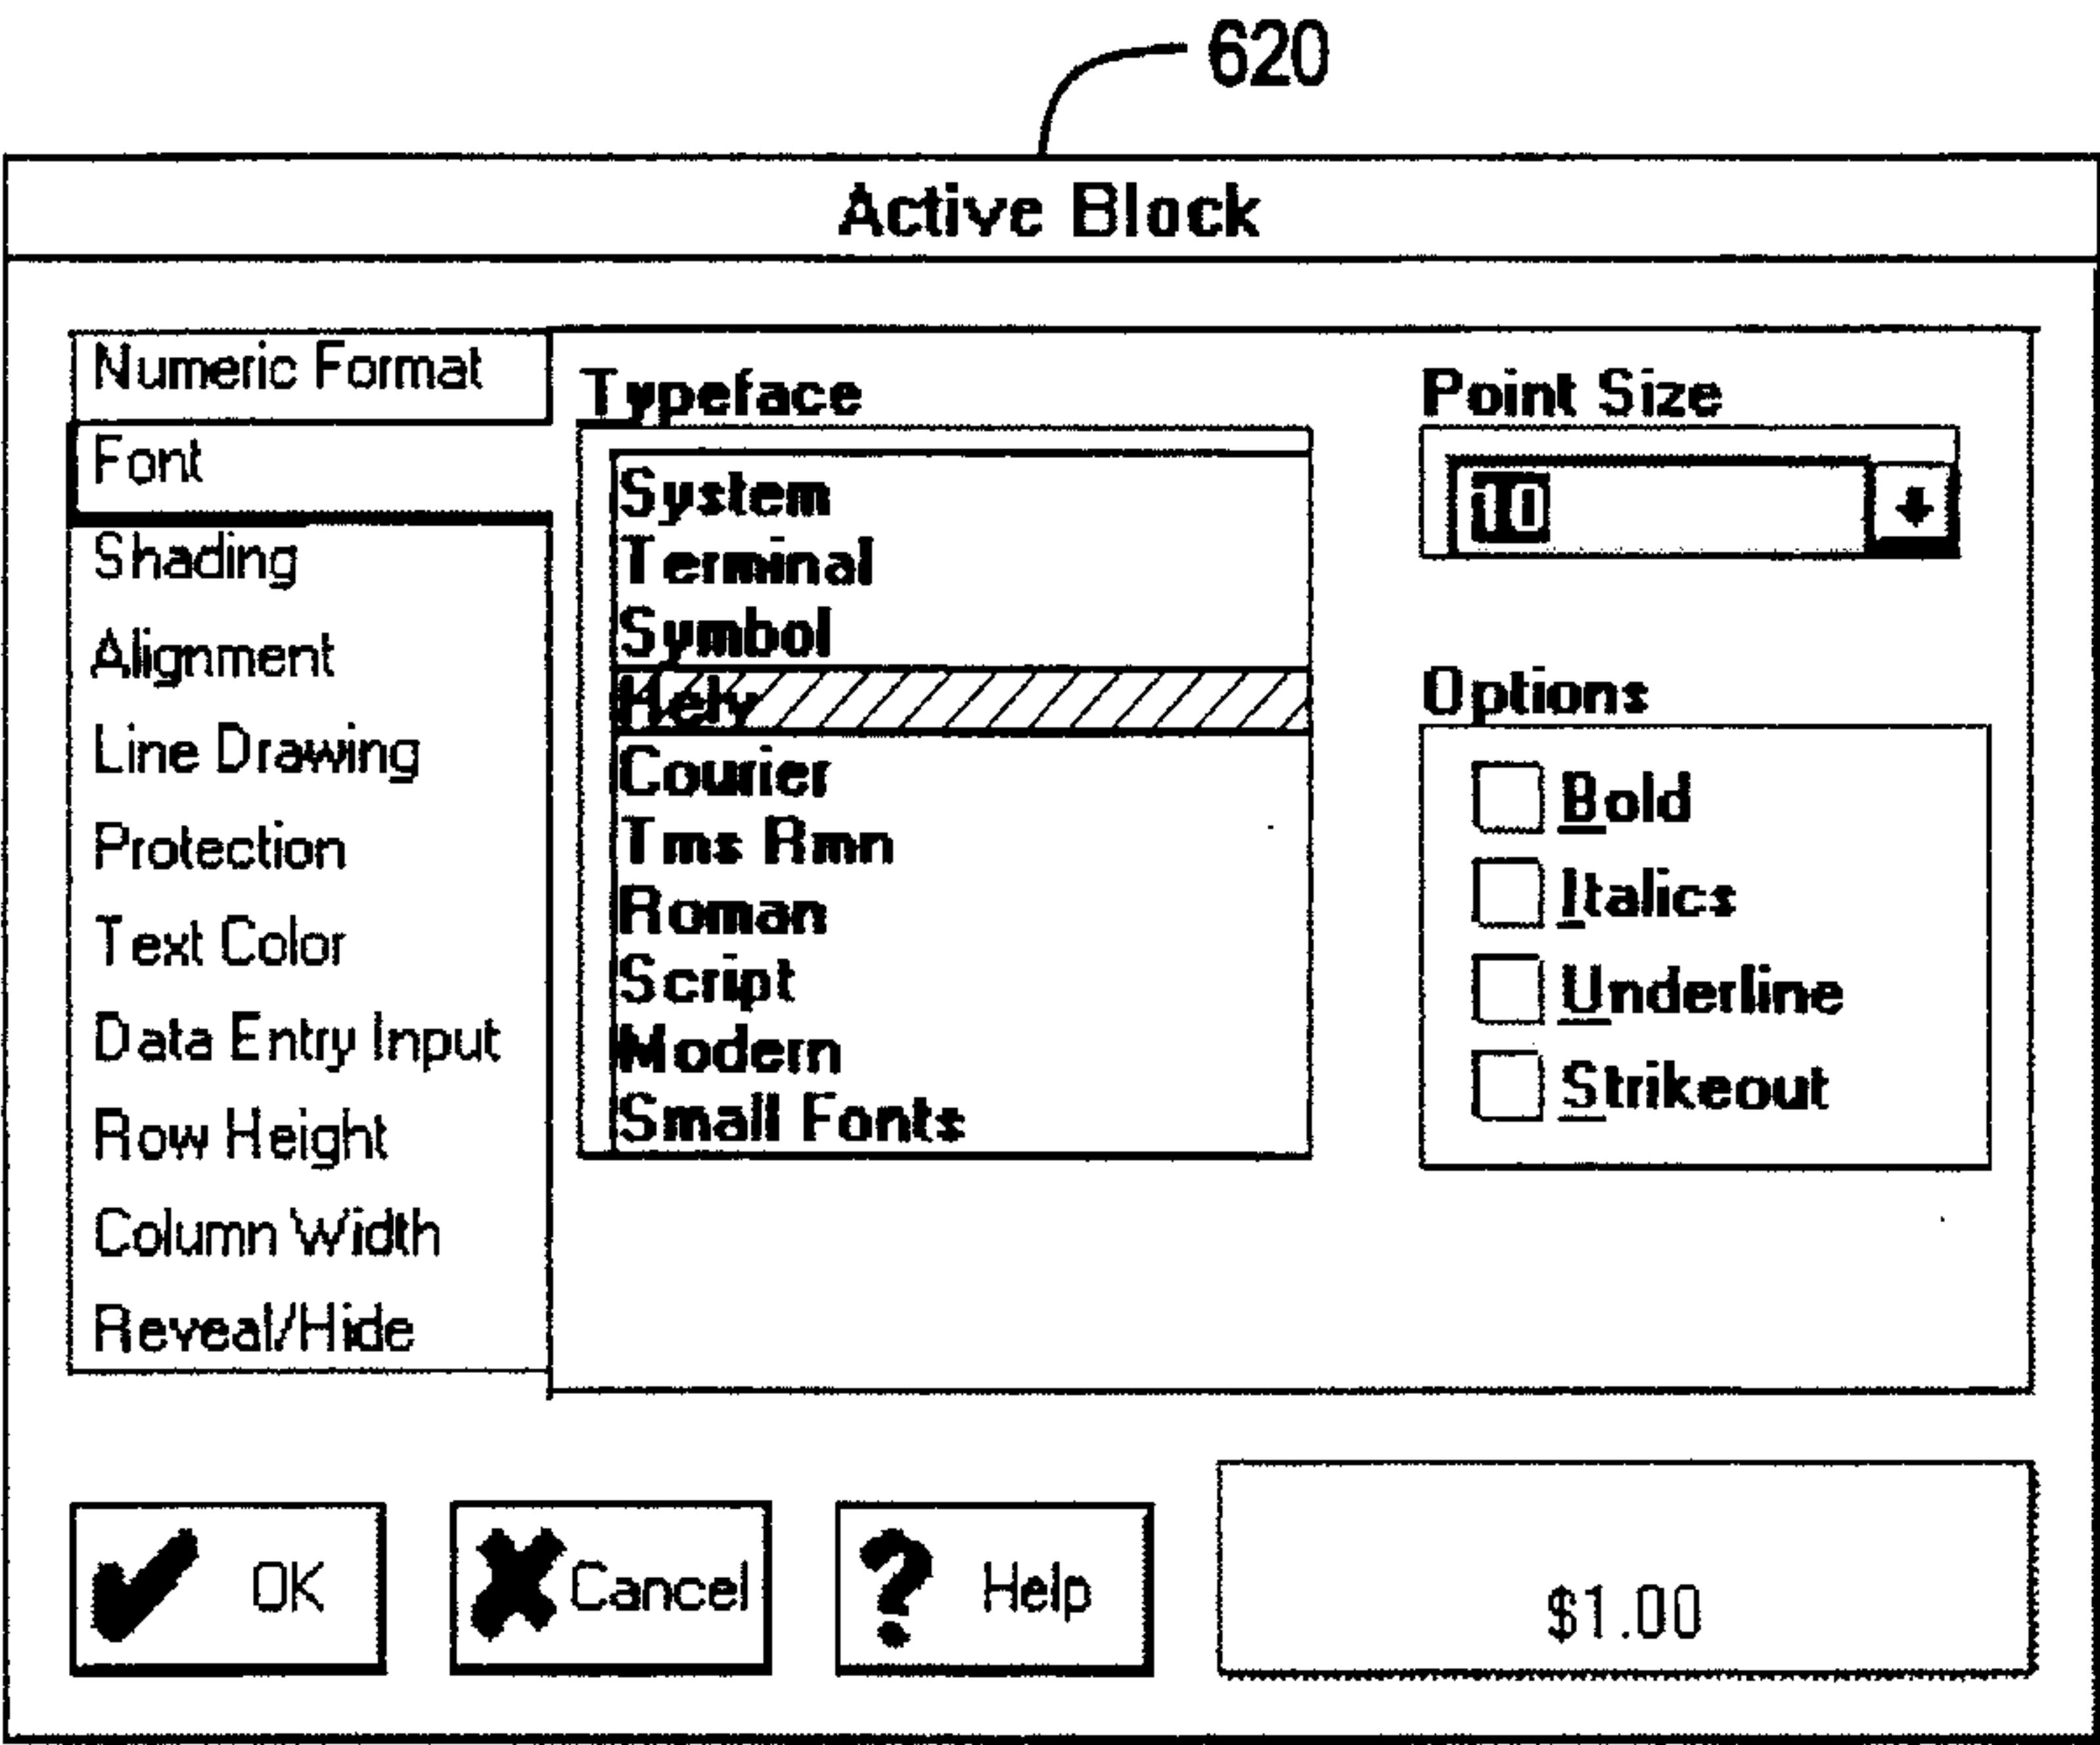 620
Active Block
Numeric Format
Font
Shading
Alignment
Line Drawing
Protection
Text Color
Data Entry Input
Row Height
Column Width
Reveal/Hide
Typeface
System
Terminal
Symbol
Helv
Courier
Tms Rmn
Roman
Script
Modern
Small Fonts
Point Size
10
Options
Bold
Italics
Underline
Strikeout
OK
Cancel
Help
$1.00